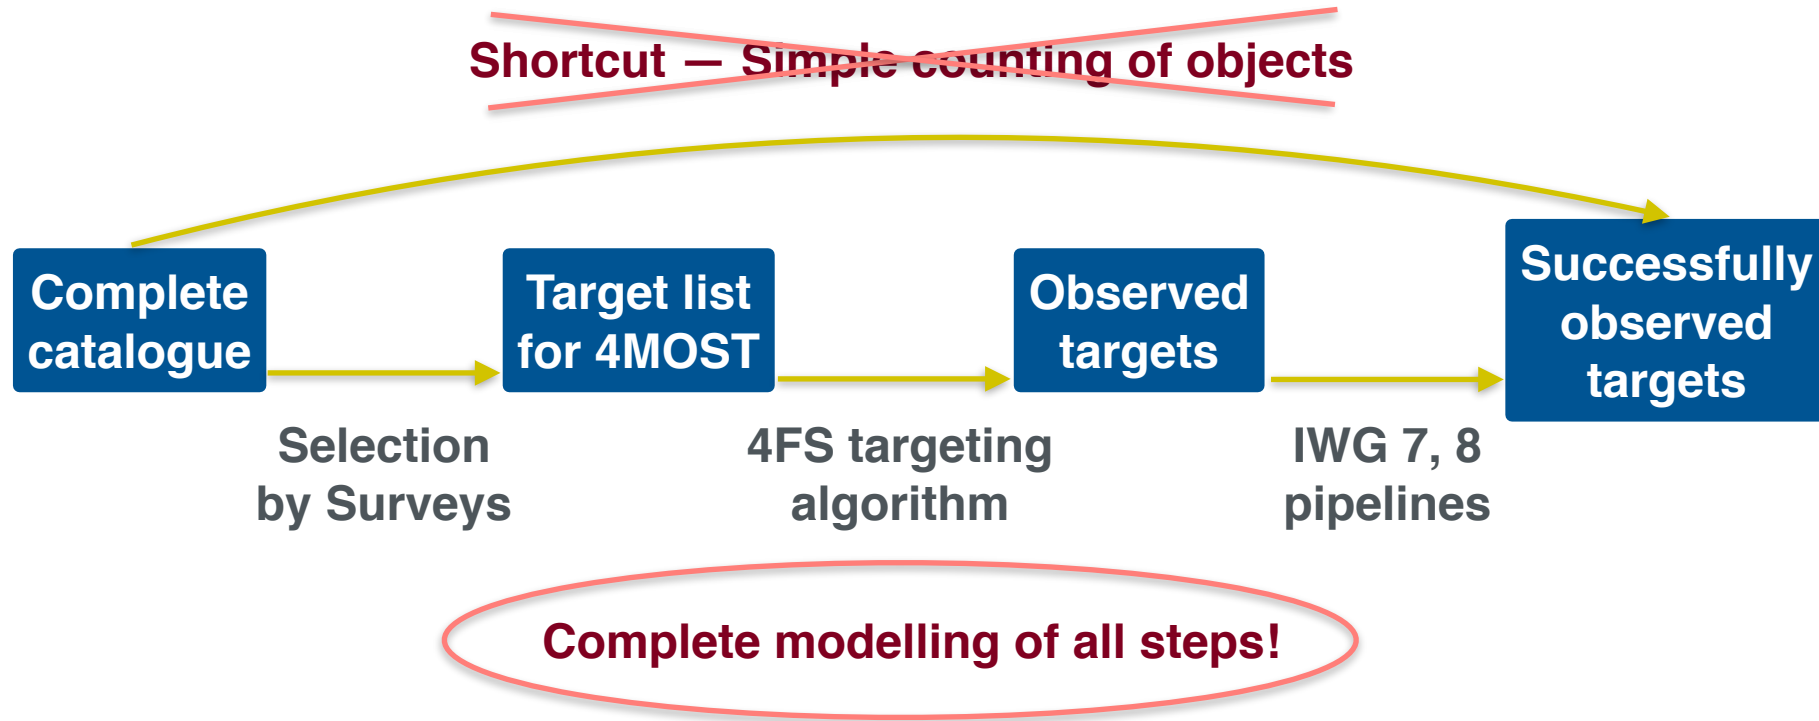 Shortcut — Simple counting of objects
Complete
catalogue
Target list
for 4MOST
Observed
targets
Successfully
observed
targets
Selection
by Surveys
4FS targeting
algorithm
IWG 7, 8
pipelines
Complete modelling of all steps!